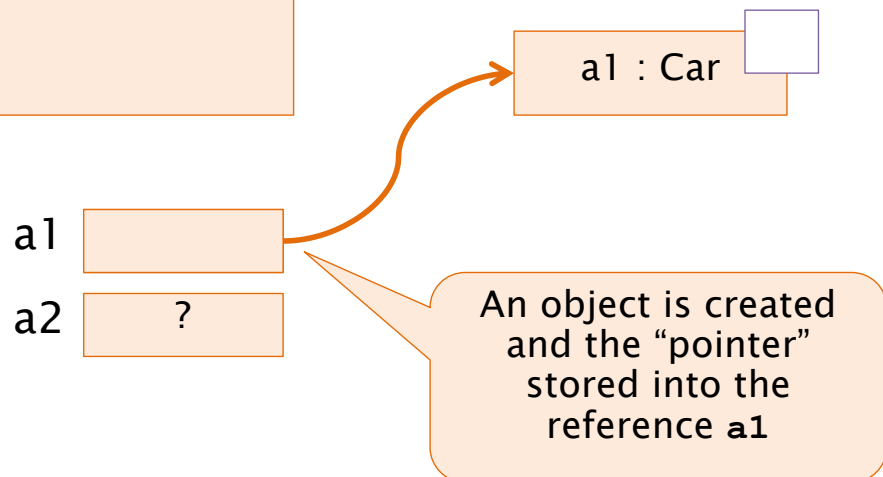 a1 : Car
a1
a2 ?
An object is created
and the “pointer”
stored into the
reference a1